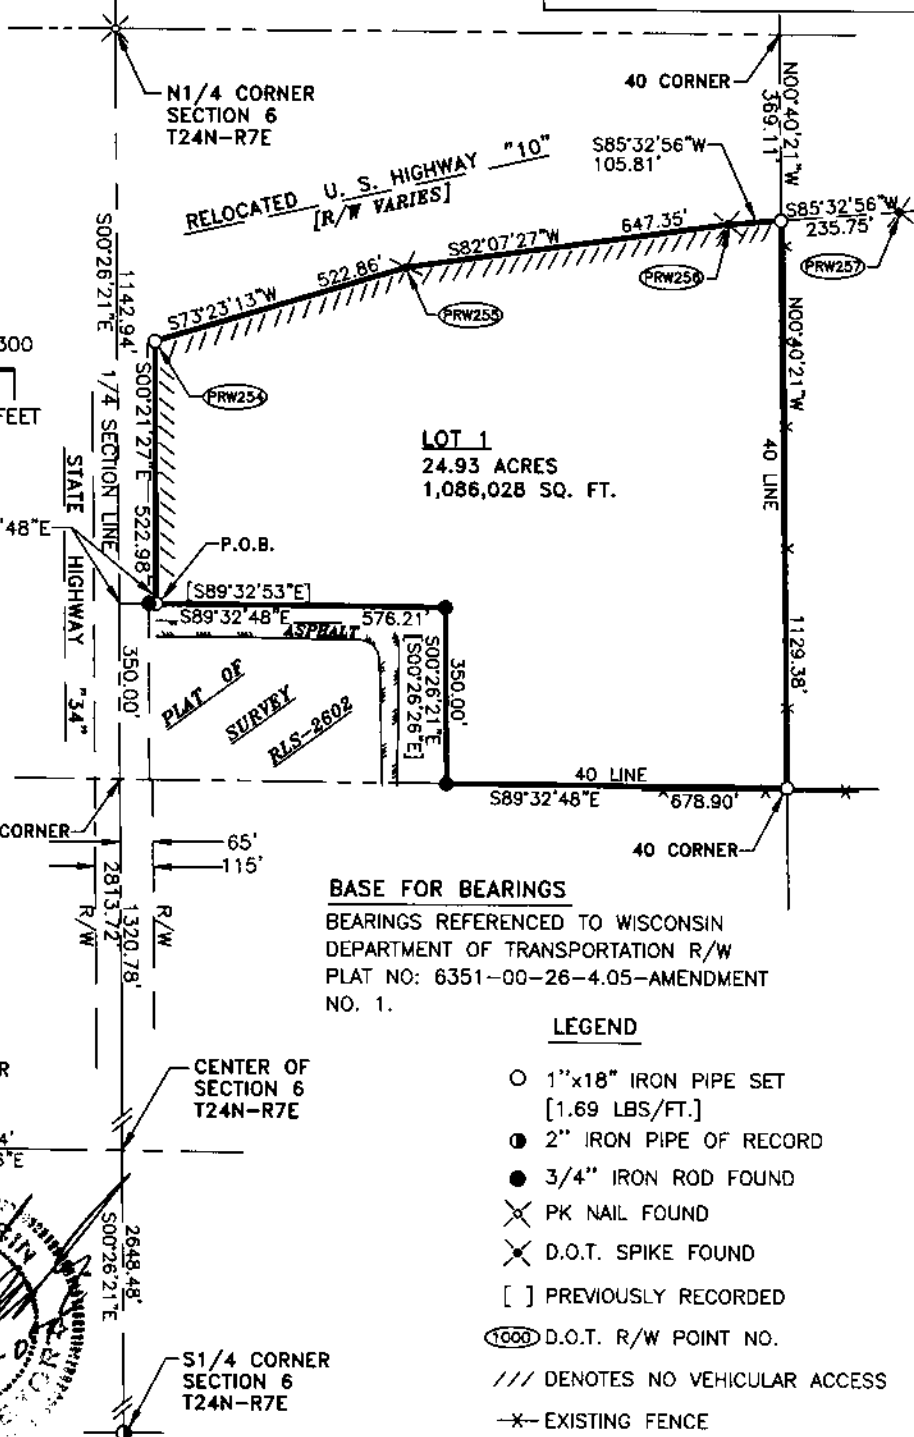 40 CORNER
N00°40'21"W
369.11'
N1/4 CORNER
SECTION 6
T24N-R7E
S85°32'56"W
105.81'
RELOCATED U. S. HIGHWAY "10"
[R/W VARIES]
S85°32'56"W
235.75'
647.35'
S82°07'27"W
PRW256
PRW257
522.86'
S73°23'13"W
PRW255
S00°26'21"E
1142.94'
300
FEET
PRW254
N00°40'21"W
S00°21'27"E
522.98'
1/4 SECTION LINE
LOT 1
24.93 ACRES
1,086,028 SQ. FT.
40 LINE
STATE HIGHWAY "34"
'48"E
P.O.B.
[S89°32'53"E]
S89°32'48"E
576.21'
ASPHALT
1129.38'
350.00'
S00°26'21"E
[S00°26'26"E]
350.00'
PLAT OF
SURVEY
RLS-2602
40 LINE
S89°32'48"E
678.90'
CORNER
65'
115'
40 CORNER
2813.72'
1320.78'
R/W
R/W
BASE FOR BEARINGS
BEARINGS REFERENCED TO WISCONSIN
DEPARTMENT OF TRANSPORTATION R/W
PLAT NO: 6351-00-26-4.05-AMENDMENT
NO. 1.
LEGEND
1"x18" IRON PIPE SET
[1.69 LBS/FT.]
2" IRON PIPE OF RECORD
3/4" IRON ROD FOUND
PK NAIL FOUND
D.O.T. SPIKE FOUND
[ ] PREVIOUSLY RECORDED
1000 D.O.T. R/W POINT NO.
/// DENOTES NO VEHICULAR ACCESS
-x- EXISTING FENCE
R
CENTER OF
SECTION 6
T24N-R7E
4'
6"E
2648.48'
S00°26'21"E
S1/4 CORNER
SECTION 6
T24N-R7E